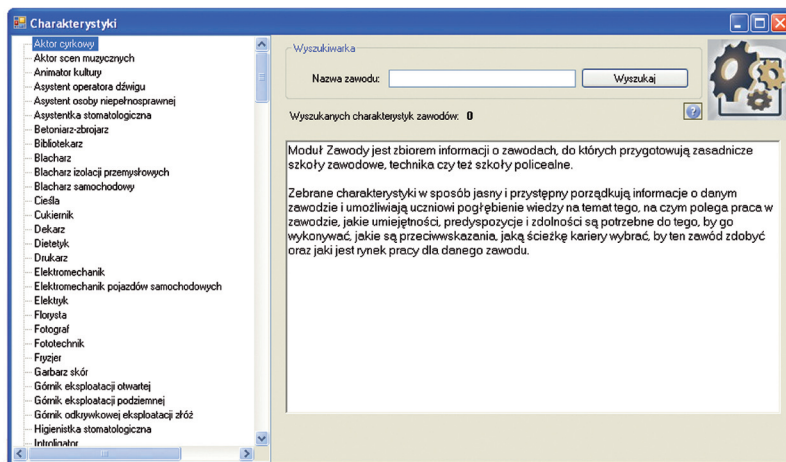 Charakterystyki
Aktor cyrkowy
Aktor scen muzycznych
Animator kultury
Asystent operatora dźwigu
Asystent osoby niepełnosprawnej
Asystentka stomatologiczna
Betoniarz-zbrojarz
Bibliotekarz
Blacharz
Blacharz izolacji przemysłowych
Blacharz samochodowy
Cieśla
Cukiernik
Dekarz
Dietetyk
Drukarz
Elektromechanik
Elektromechanik pojazdów samochodowych
Elektryk
Florysta
Fotograf
Fototechnik
Fryzjer
Garbarz skór
Górnik eksploatacji otwartej
Górnik eksploatacji podziemnej
Górnik odkrywkowej eksploatacji złóż
Higienistka stomatologiczna
Introligator
Wyszukiwarka
Nazwa zawodu:
Wyszukaj
Wyszukanych charakterystyk zawodów: 0
?
Moduł Zawody jest zbiorem informacji o zawodach, do których przygotowują zasadnicze
szkoły zawodowe, technika czy też szkoły policealne.
Zebrane charakterystyki w sposób jasny i przystępny porządkują informacje o danym
zawodzie i umożliwiają uczniowi pogłębienie wiedzy na temat tego, na czym polega praca w
zawodzie, jakie umiejętności, predyspozycje i zdolności są potrzebne do tego, by go
wykonywać, jakie są przeciwwskazania, jaką ścieżkę kariery wybrać, by ten zawód zdobyć
oraz jaki jest rynek pracy dla danego zawodu.